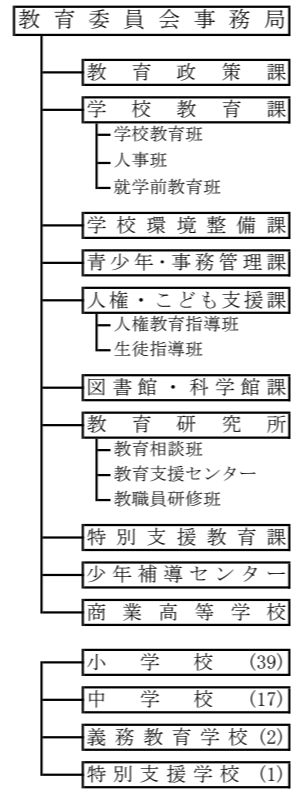 教育委員会事務局
教育政策課
学校教育課
学校教育班
人事班
就学前教育班
学校環境整備課
青少年・事務管理課
人権・こども支援課
人権教育指導班
生徒指導班
図書館・科学館課
教育研究所
教育相談班
教育支援センター
教職員研修班
特別支援教育課
少年補導センター
商業高等学校
小学校(39)
中学校(17)
義務教育学校(2)
特別支援学校(1)